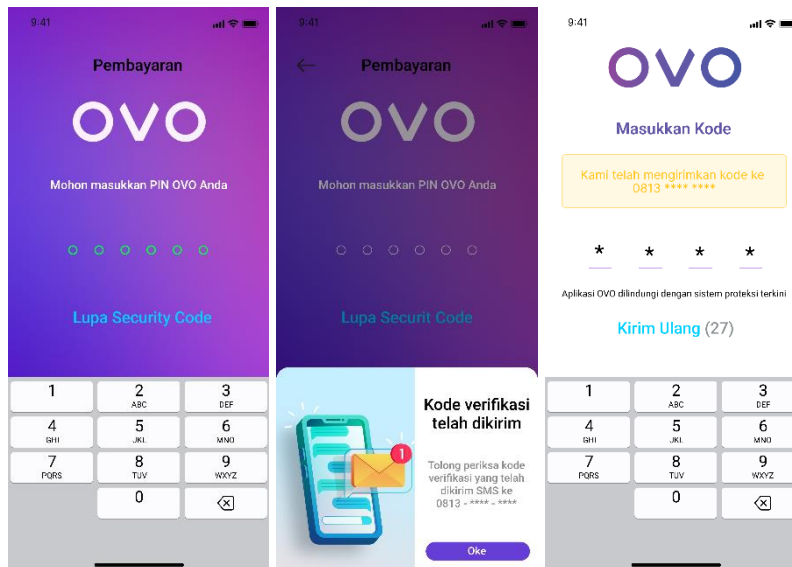 9:41
Pembayaran
OVO
Mohon masukkan PIN OVO Anda
Lupa Security Code
1
2
ABC
3
DEF
4
GHI
5
JKL
6
MNO
7
PQRS
8
TUV
9
WXYZ
0
9:41
Pembayaran
OVO
Mohon masukkan PIN OVO Anda
Lupa Securit Code
1
Kode verifikasi
telah dikirim
Tolong periksa kode
verifikasi yang telah
dikirim SMS ke
0813 - **** - ****
Oke
9:41
OVO
Masukkan Kode
Kami telah mengirimkan kode ke
0813 **** ****
* * * *
Aplikasi OVO dilindungi dengan sistem proteksi terkini
Kirim Ulang (27)
1
2
ABC
3
DEF
4
GHI
5
JKL
6
MNO
7
PQRS
8
TUV
9
WXYZ
0